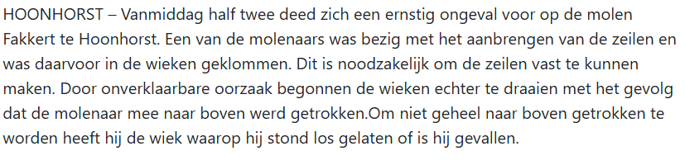 HOONHORST – Vanmiddag half twee deed zich een ernstig ongeval voor op de molen
Fakkert te Hoonhorst. Een van de molenaars was bezig met het aanbrengen van de zeilen en
was daarvoor in de wieken geklommen. Dit is noodzakelijk om de zeilen vast te kunnen
maken. Door onverklaarbare oorzaak begonnen de wieken echter te draaien met het gevolg
dat de molenaar mee naar boven werd getrokken.Om niet geheel naar boven getrokken te
worden heeft hij de wiek waarop hij stond los gelaten of is hij gevallen.